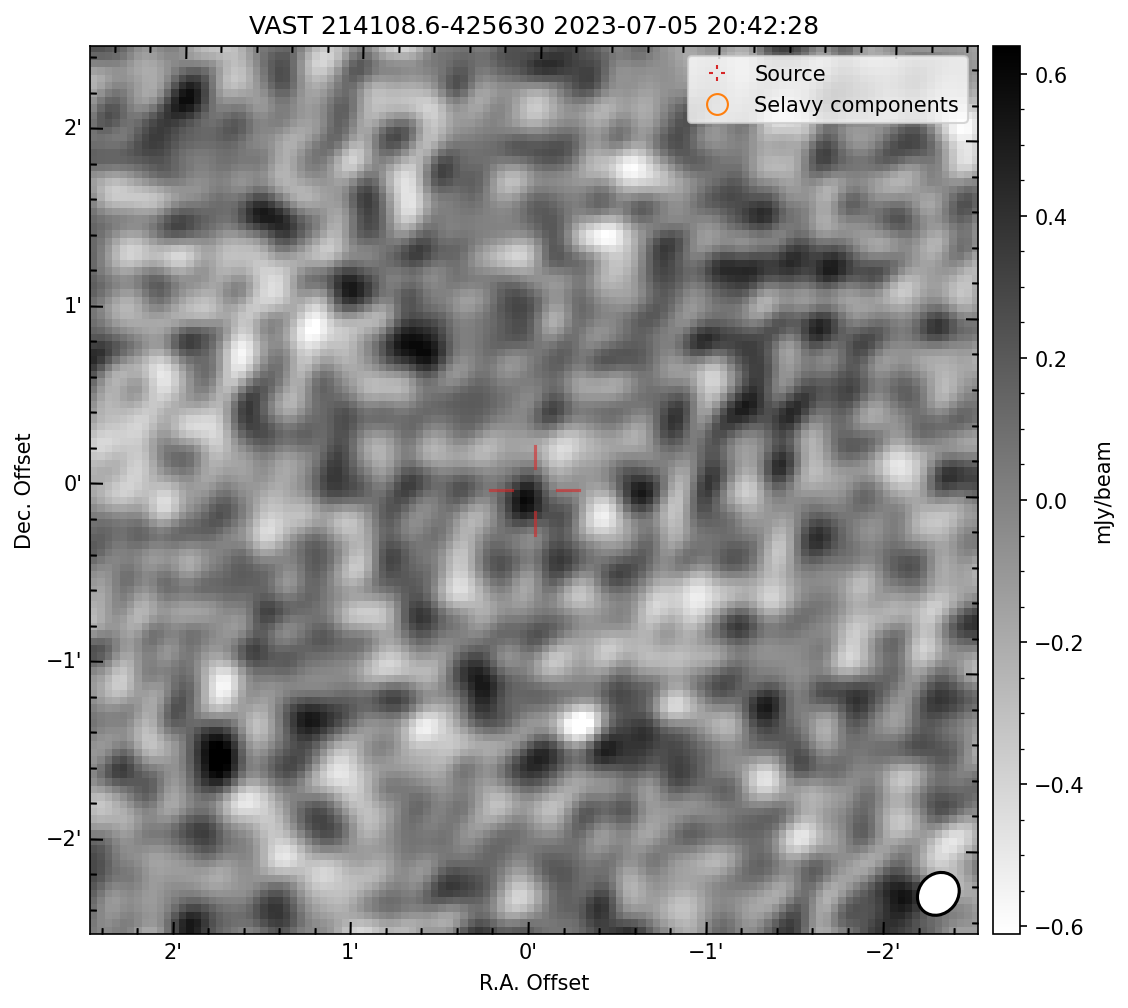 VAST 214108.6-425630 2023-07-05 20:42:28
Source
Selavy components
2'
1'
0'
−1'
−2'
Dec. Offset
2'
1'
0'
−1'
−2'
R.A. Offset
0.6
0.4
0.2
0.0
−0.2
−0.4
−0.6
mJy/beam